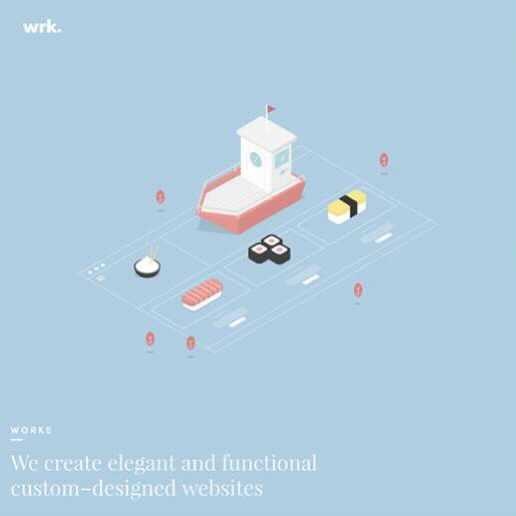 wrk.
WORKS
We create elegant and functional
custom-designed websites